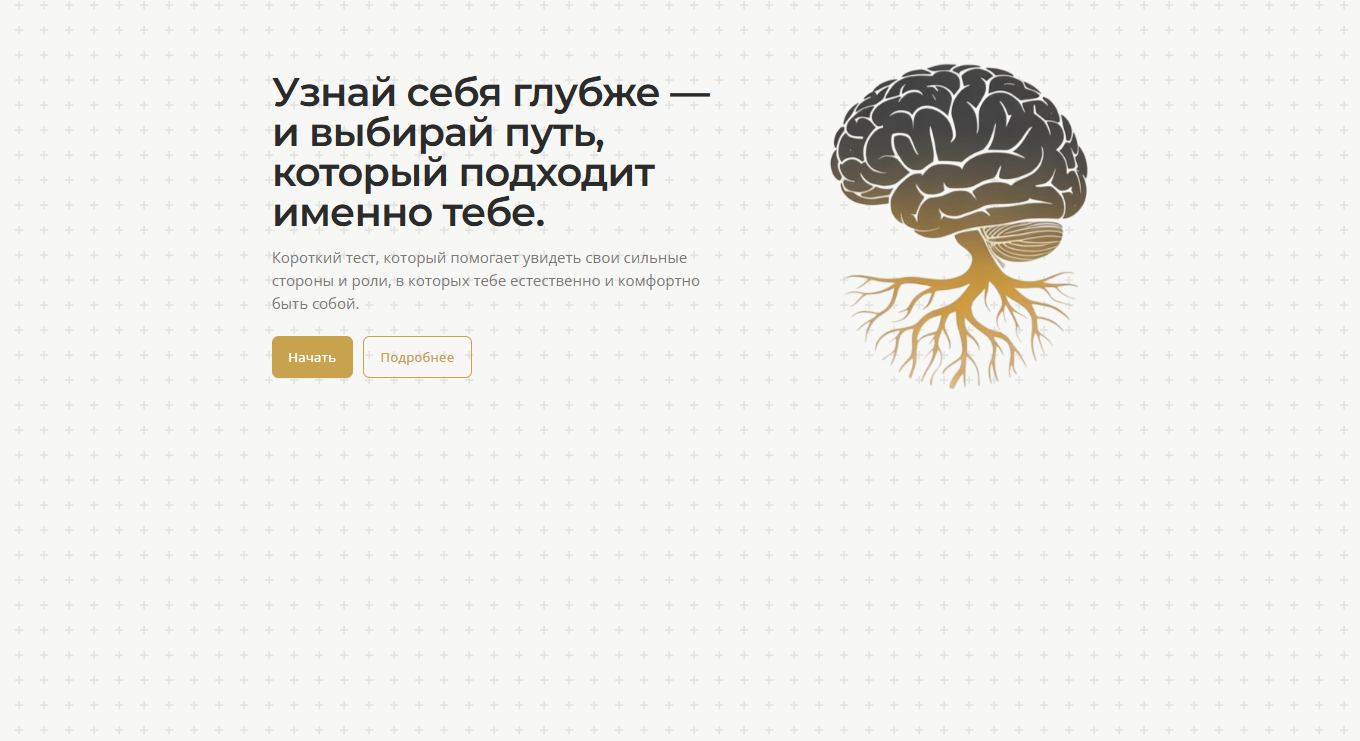 Узнай себя глубже —
и выбирай путь,
который подходит
именно тебе.
Короткий тест, который помогает увидеть свои сильные
стороны и роли, в которых тебе естественно и комфортно
быть собой.
Начать
Подробнее